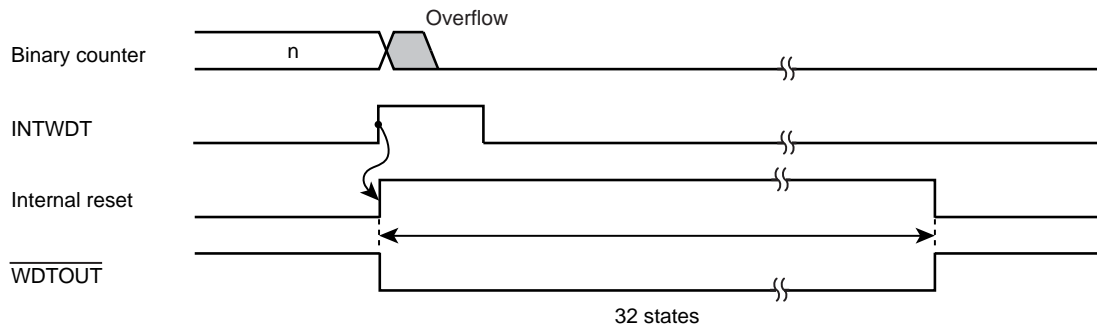 Overflow
Binary counter
n
INTWDT
Internal reset
WDTOUT
32 states